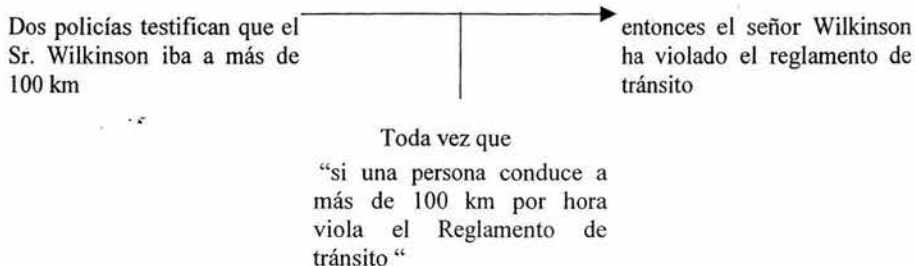 Dos policías testifican que el
Sr. Wilkinson iba a más de
100 km
entonces el señor Wilkinson
ha violado el reglamento de
tránsito
Toda vez que
“si una persona conduce a
más de 100 km por hora
viola el Reglamento de
tránsito “